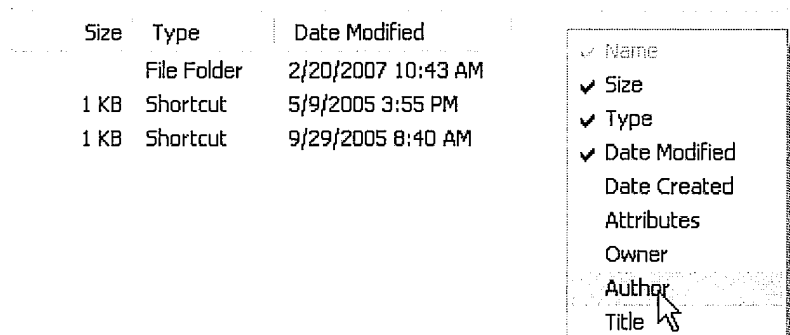 Size Type Date Modified
File Folder 2/20/2007 10:43 AM
1 KB Shortcut 5/9/2005 3:55 PM
1 KB Shortcut 9/29/2005 8:40 AM
Name
Size
Type
Date Modified
Date Created
Attributes
Owner
Author
Title